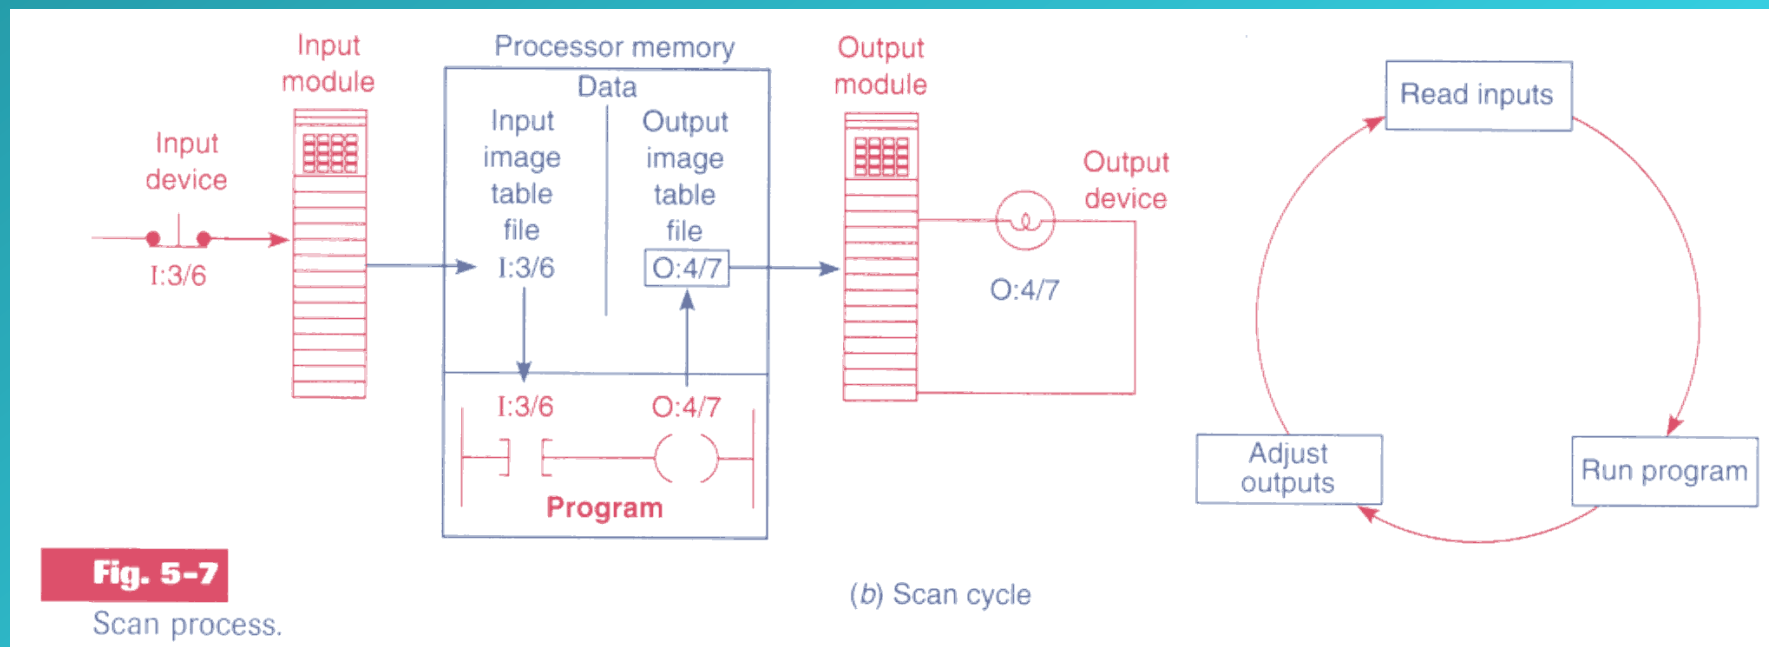 Input
module
Input
device
I:3/6
Processor memory
Data
Input
image
table
file
I:3/6
Output
image
table
file
O:4/7
I:3/6
O:4/7
Program
Output
module
Output
device
O:4/7
Read inputs
Run program
Adjust
outputs
Fig. 5-7
Scan process.
(b) Scan cycle